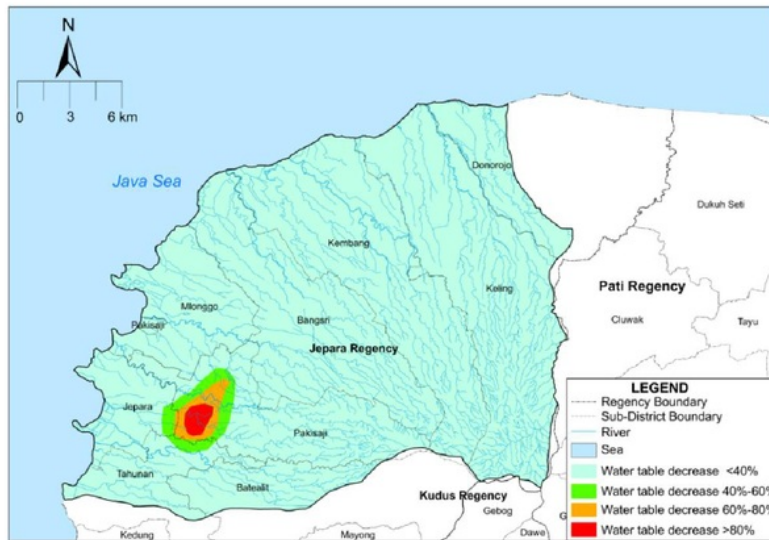 N
0 3 6 km
Java Sea
Donorojo
Dukuh Seti
Kembang
Keling
Pati Regency
Mlonggo
Cluwak
Tayu
Pakisaji
Bangsri
Jepara Regency
Jepara
Pakisaji
Tahunan
Batealit
Kudus Regency
Gebog
Kedung
Mayong
Dawe
G
LEGEND
Regency Boundary
Sub-District Boundary
River
Sea
Water table decrease <40%
Water table decrease 40%-60%
Water table decrease 60%-80%
Water table decrease >80%